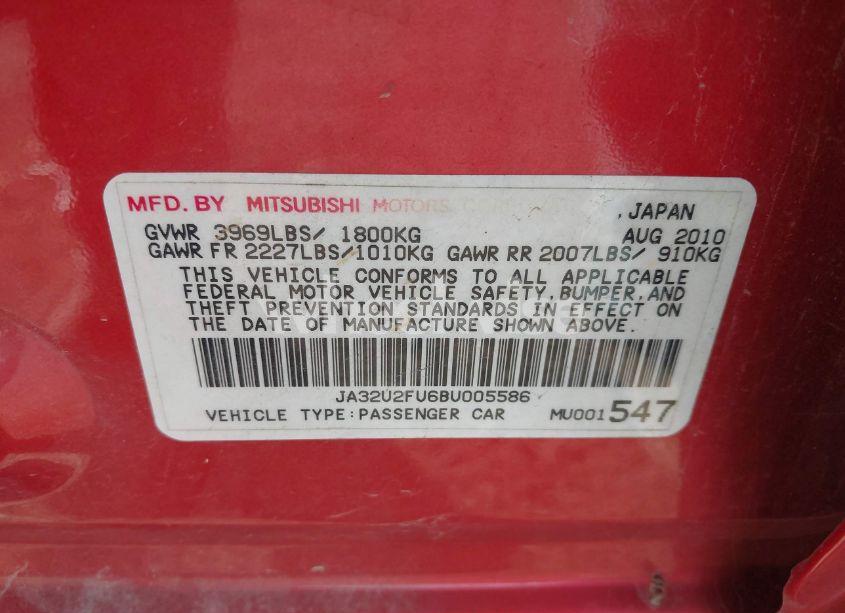 MFD. BY MITSUBISHI MOTORS CORPORATION , JAPAN
GVWR 3969LBS/ 1800KG AUG 2010
GAWR FR 2227LBS/1010KG GAWR RR 2007LBS/ 910KG
THIS VEHICLE CONFORMS TO ALL APPLICABLE
FEDERAL MOTOR VEHICLE SAFETY, BUMPER, AND
THEFT PREVENTION STANDARDS IN EFFECT ON
THE DATE OF MANUFACTURE SHOWN ABOVE.
JA32U2FU6BU005586
VEHICLE TYPE:PASSENGER CAR MU001547